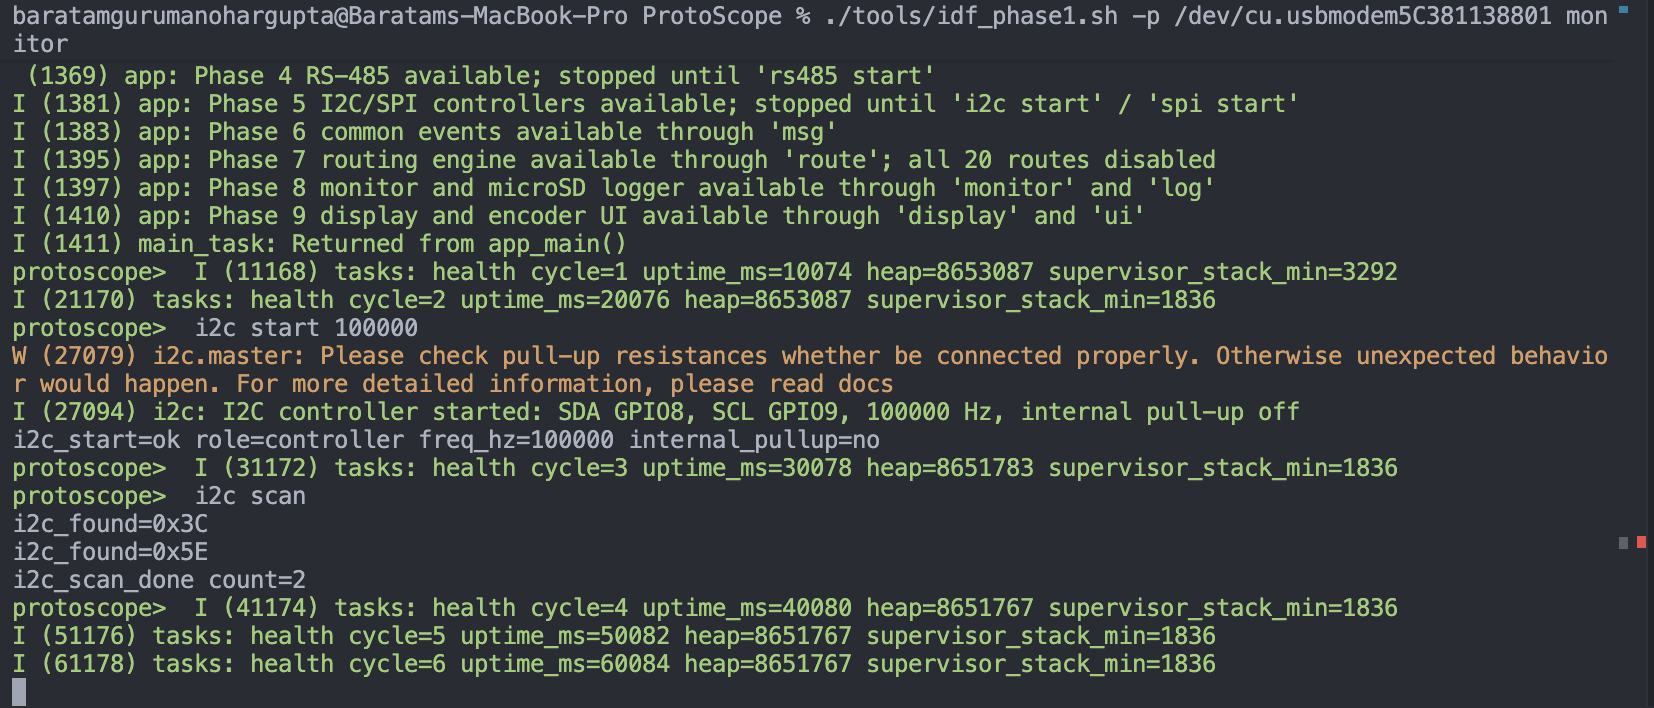 baratamgurumanohargupta@Baratams-MacBook-Pro ProtoScope % ./tools/idf_phase1.sh -p /dev/cu.usbmodem5C381138801 mon
itor
 (1369) app: Phase 4 RS-485 available; stopped until 'rs485 start'
I (1381) app: Phase 5 I2C/SPI controllers available; stopped until 'i2c start' / 'spi start'
I (1383) app: Phase 6 common events available through 'msg'
I (1395) app: Phase 7 routing engine available through 'route'; all 20 routes disabled
I (1397) app: Phase 8 monitor and microSD logger available through 'monitor' and 'log'
I (1410) app: Phase 9 display and encoder UI available through 'display' and 'ui'
I (1411) main_task: Returned from app_main()
protoscope>  I (11168) tasks: health cycle=1 uptime_ms=10074 heap=8653087 supervisor_stack_min=3292
I (21170) tasks: health cycle=2 uptime_ms=20076 heap=8653087 supervisor_stack_min=1836
protoscope>  i2c start 100000
W (27079) i2c.master: Please check pull-up resistances whether be connected properly. Otherwise unexpected behavio
r would happen. For more detailed information, please read docs
I (27094) i2c: I2C controller started: SDA GPIO8, SCL GPIO9, 100000 Hz, internal pull-up off
i2c_start=ok role=controller freq_hz=100000 internal_pullup=no
protoscope>  I (31172) tasks: health cycle=3 uptime_ms=30078 heap=8651783 supervisor_stack_min=1836
protoscope>  i2c scan
i2c_found=0x3C
i2c_found=0x5E
i2c_scan_done count=2
protoscope>  I (41174) tasks: health cycle=4 uptime_ms=40080 heap=8651767 supervisor_stack_min=1836
I (51176) tasks: health cycle=5 uptime_ms=50082 heap=8651767 supervisor_stack_min=1836
I (61178) tasks: health cycle=6 uptime_ms=60084 heap=8651767 supervisor_stack_min=1836